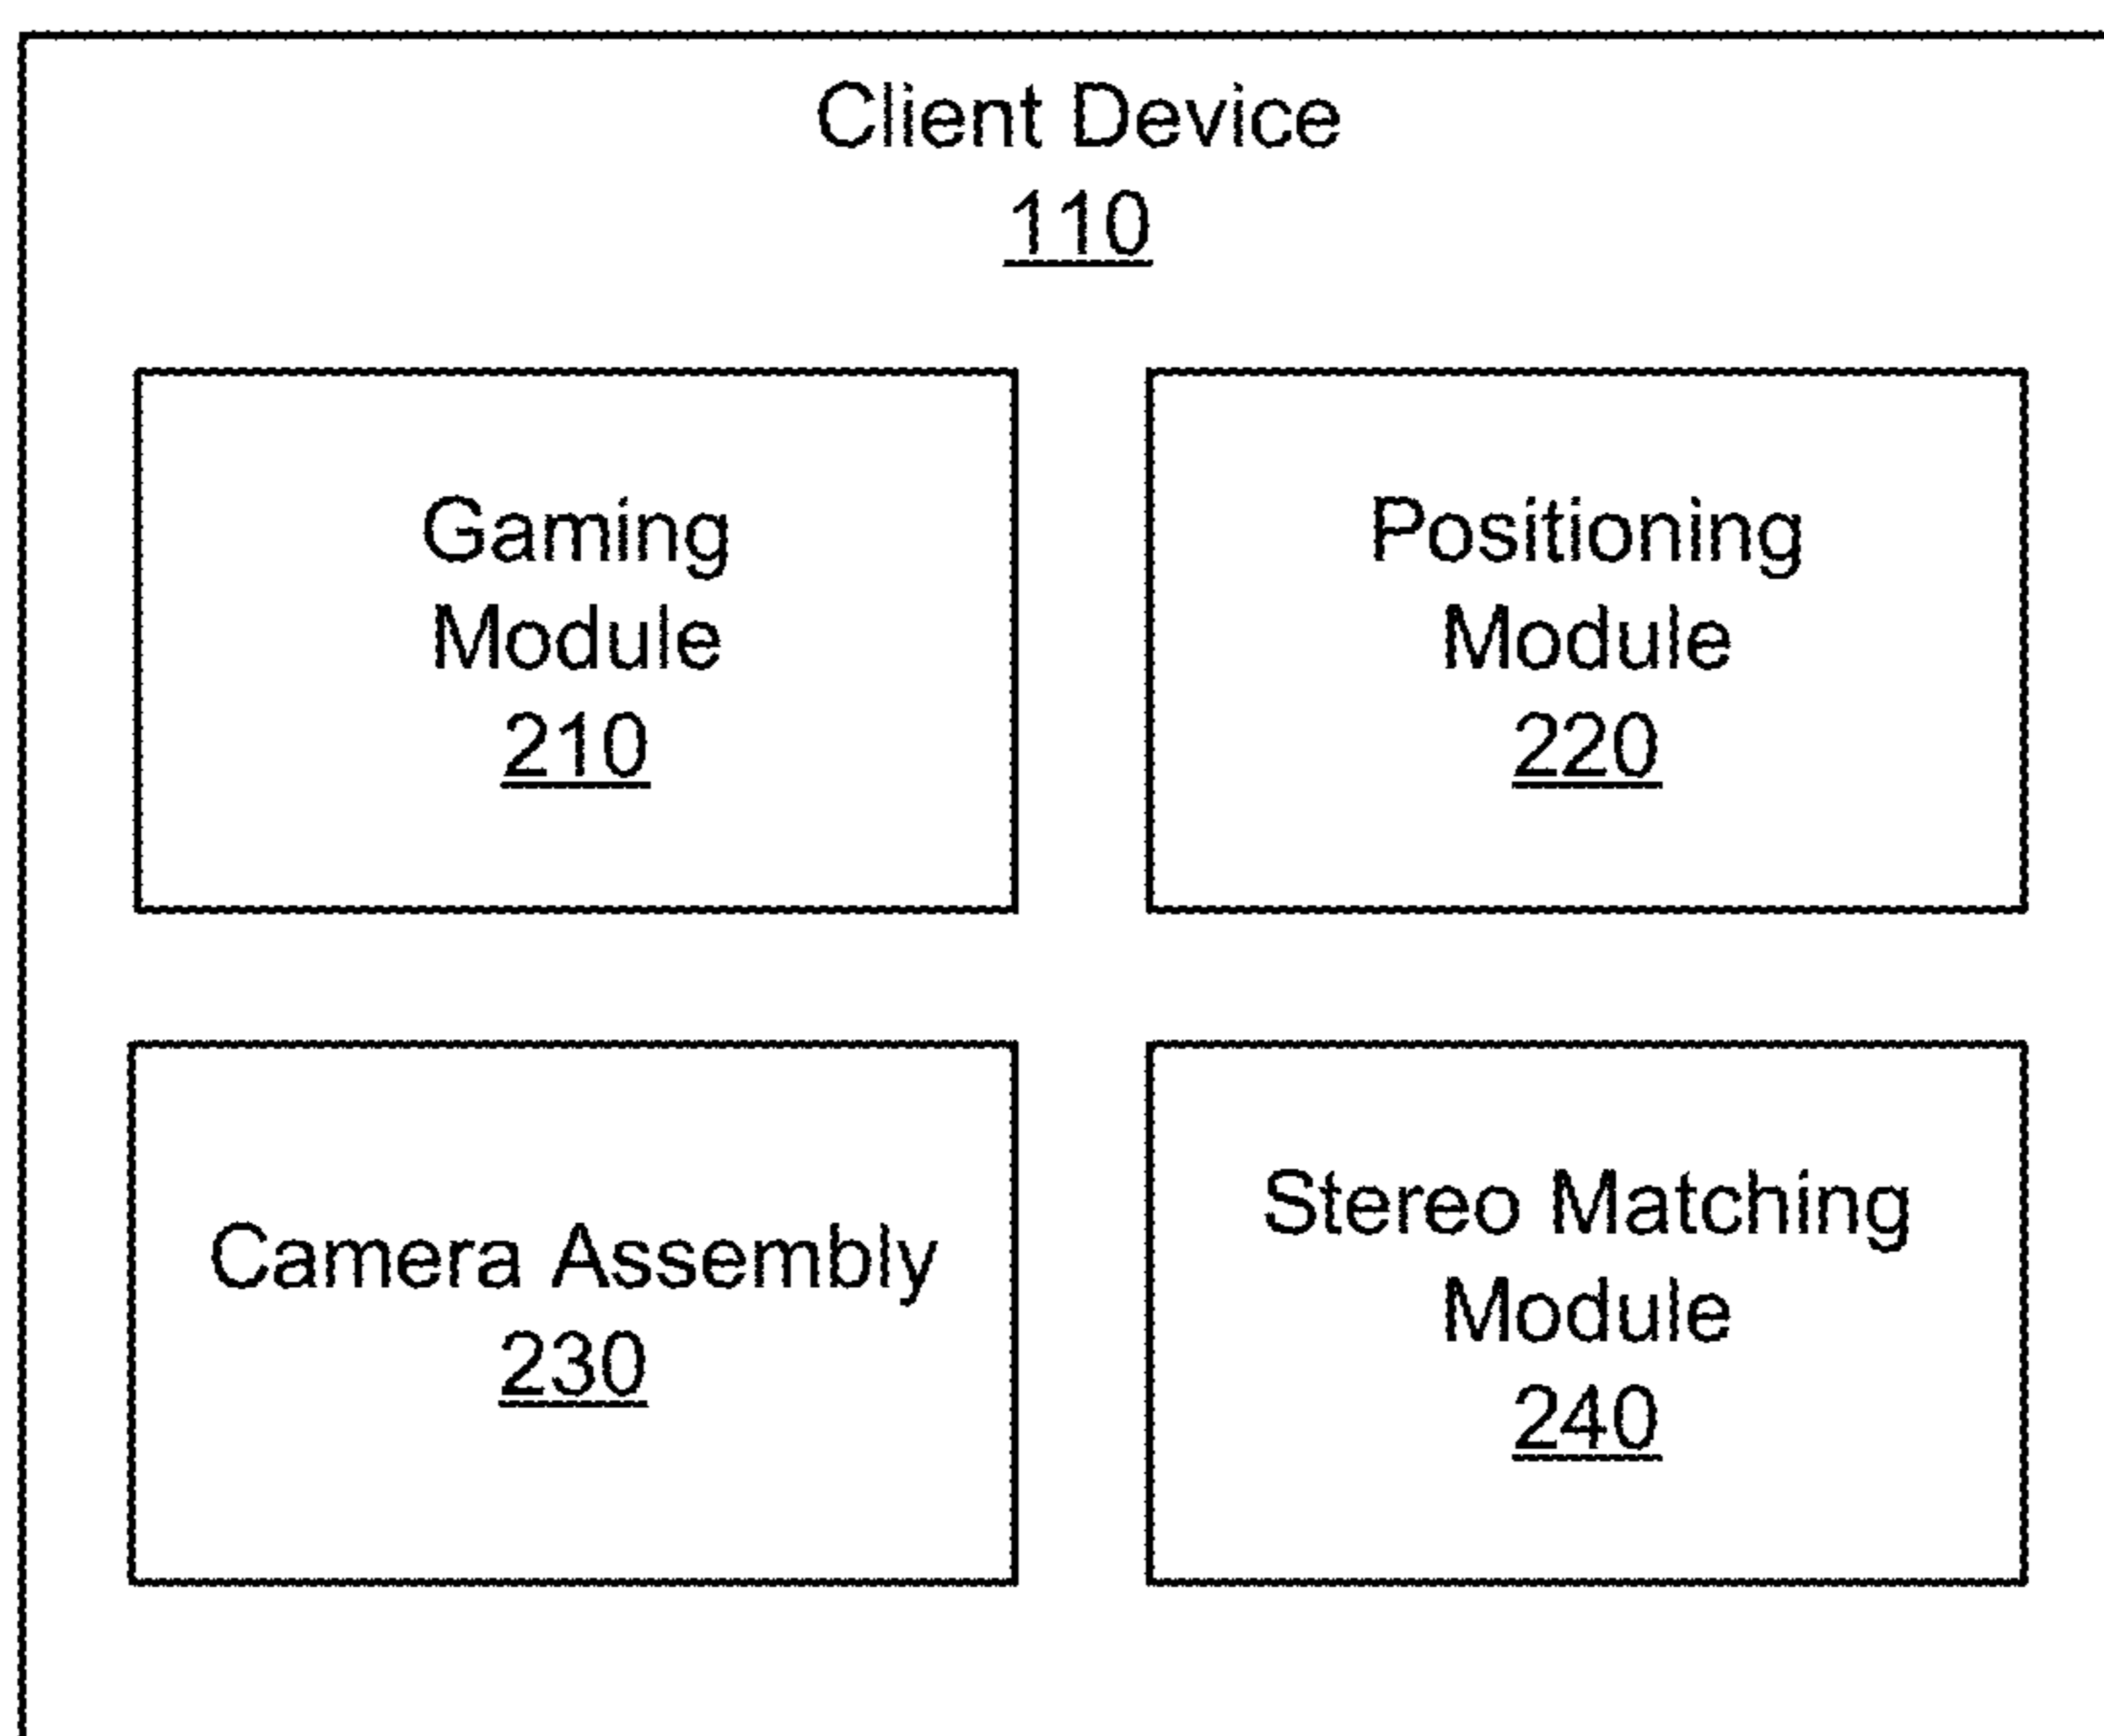 Client Device
110
Gaming
Module
210
Positioning
Module
220
Camera Assembly
230
Stereo Matching
Module
240